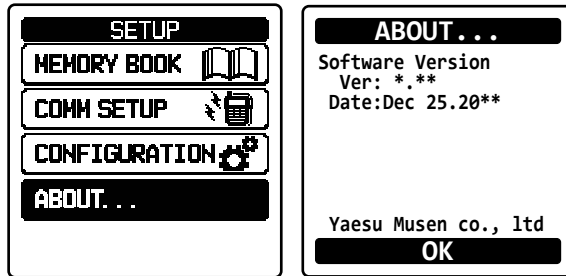 SETUP
MEMORY BOOK
COMM SETUP
CONFIGURATION
ABOUT...
ABOUT...
Software Version
Ver: *.**
Date:Dec 25.20**
Yaesu Musen co., ltd
OK